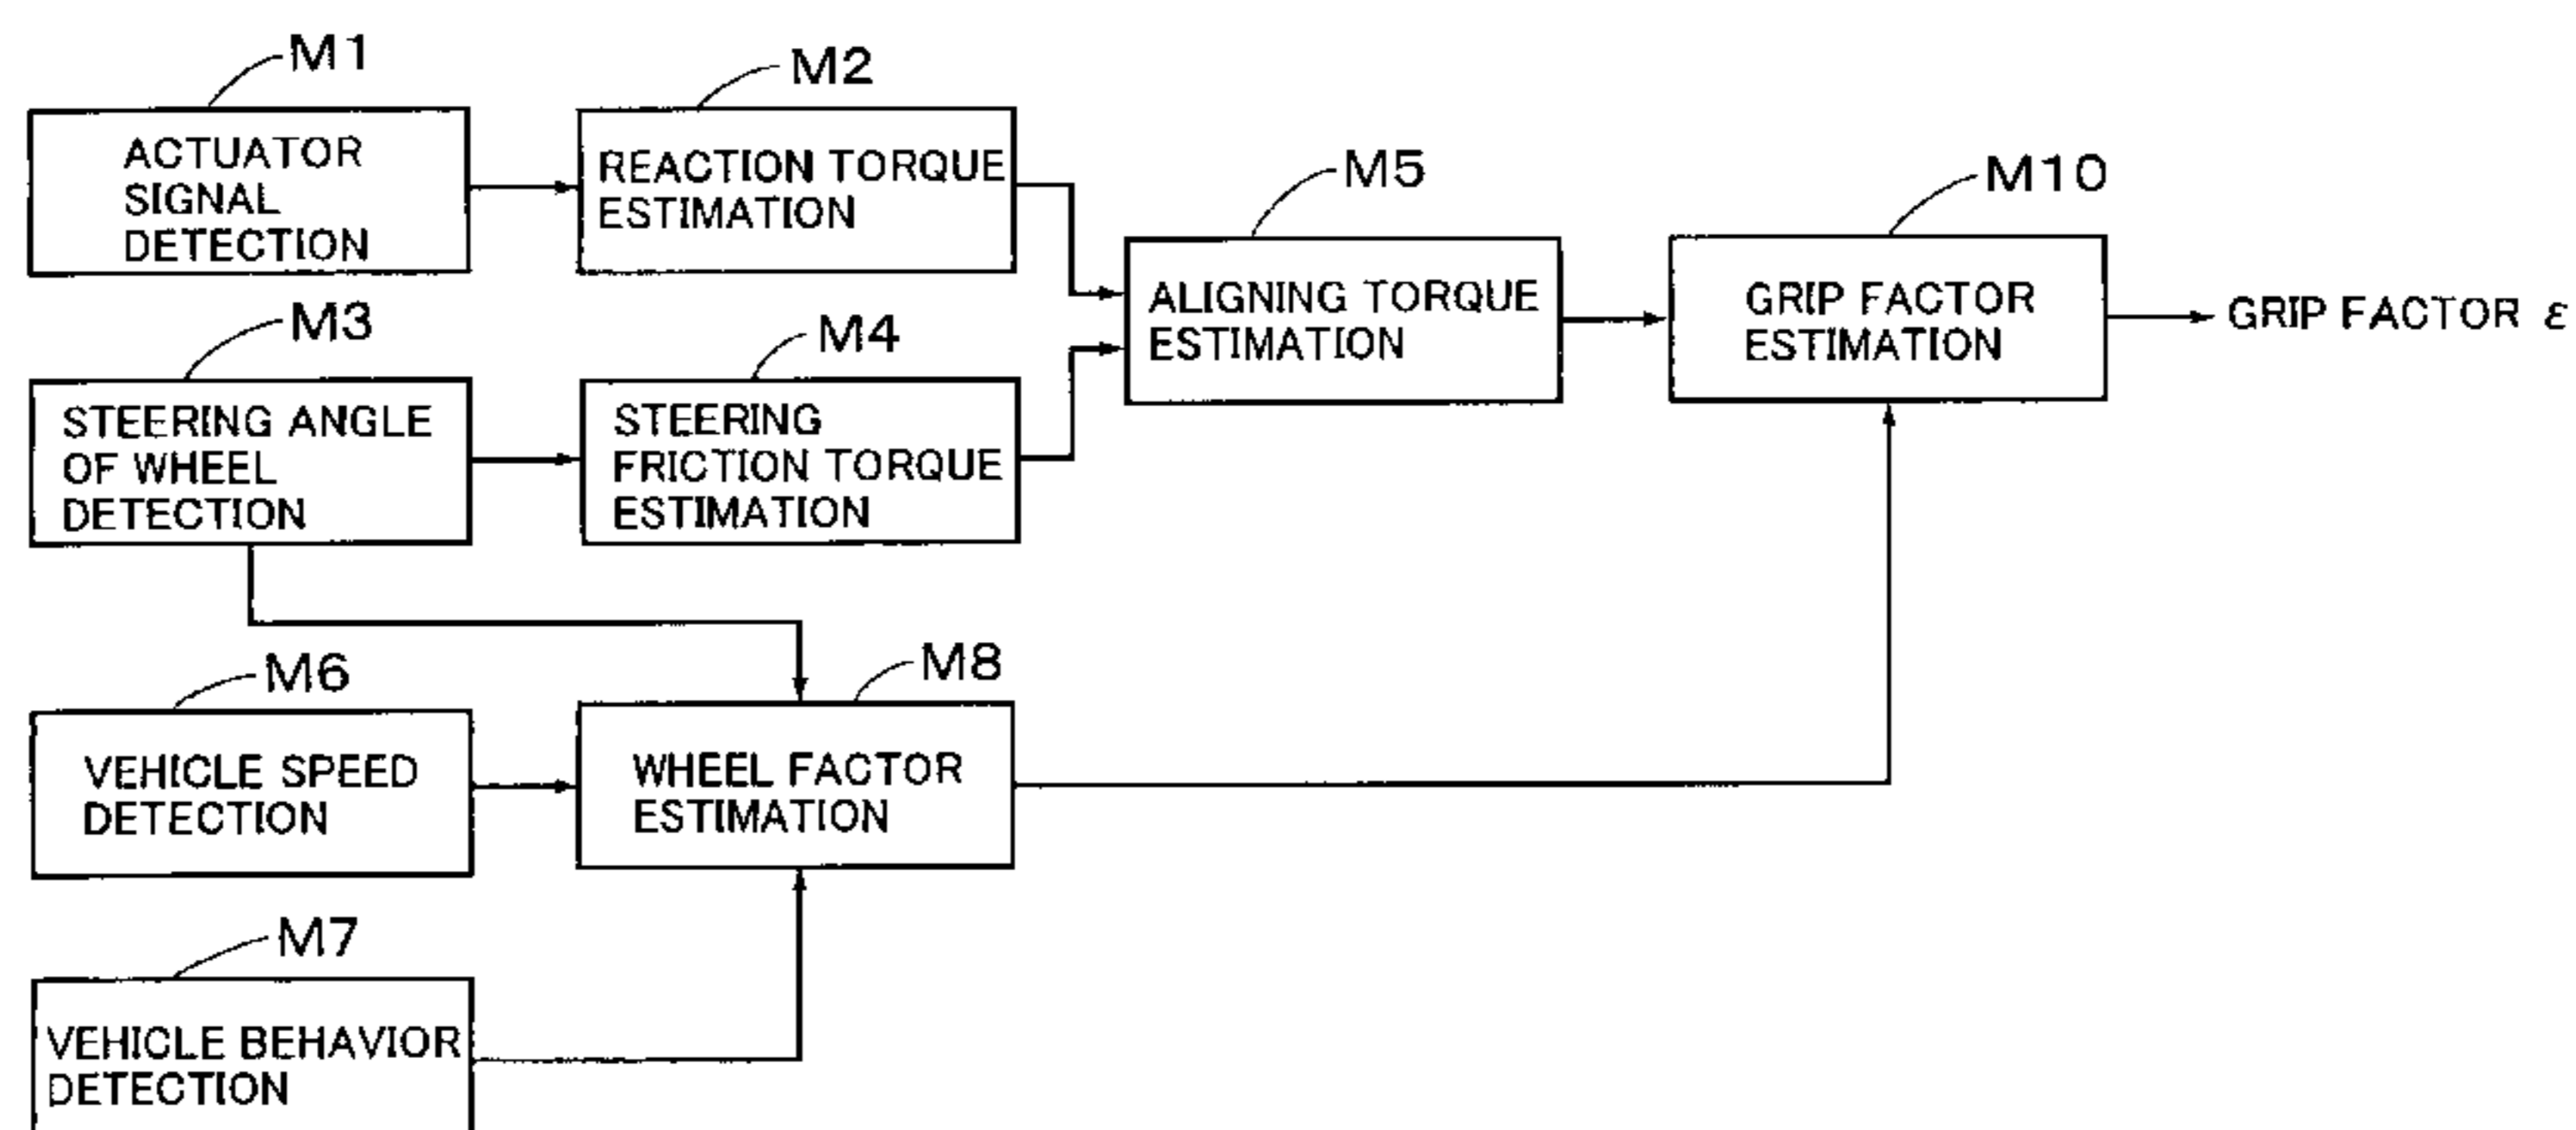 M1
ACTUATOR
SIGNAL
DETECTION
M2
REACTION TORQUE
ESTIMATION
M3
STEERING ANGLE
OF WHEEL
DETECTION
M4
STEERING
FRICTION TORQUE
ESTIMATION
M5
ALIGNING TORQUE
ESTIMATION
M10
GRIP FACTOR
ESTIMATION
GRIP FACTOR ε
M6
VEHICLE SPEED
DETECTION
M8
WHEEL FACTOR
ESTIMATION
M7
VEHICLE BEHAVIOR
DETECTION